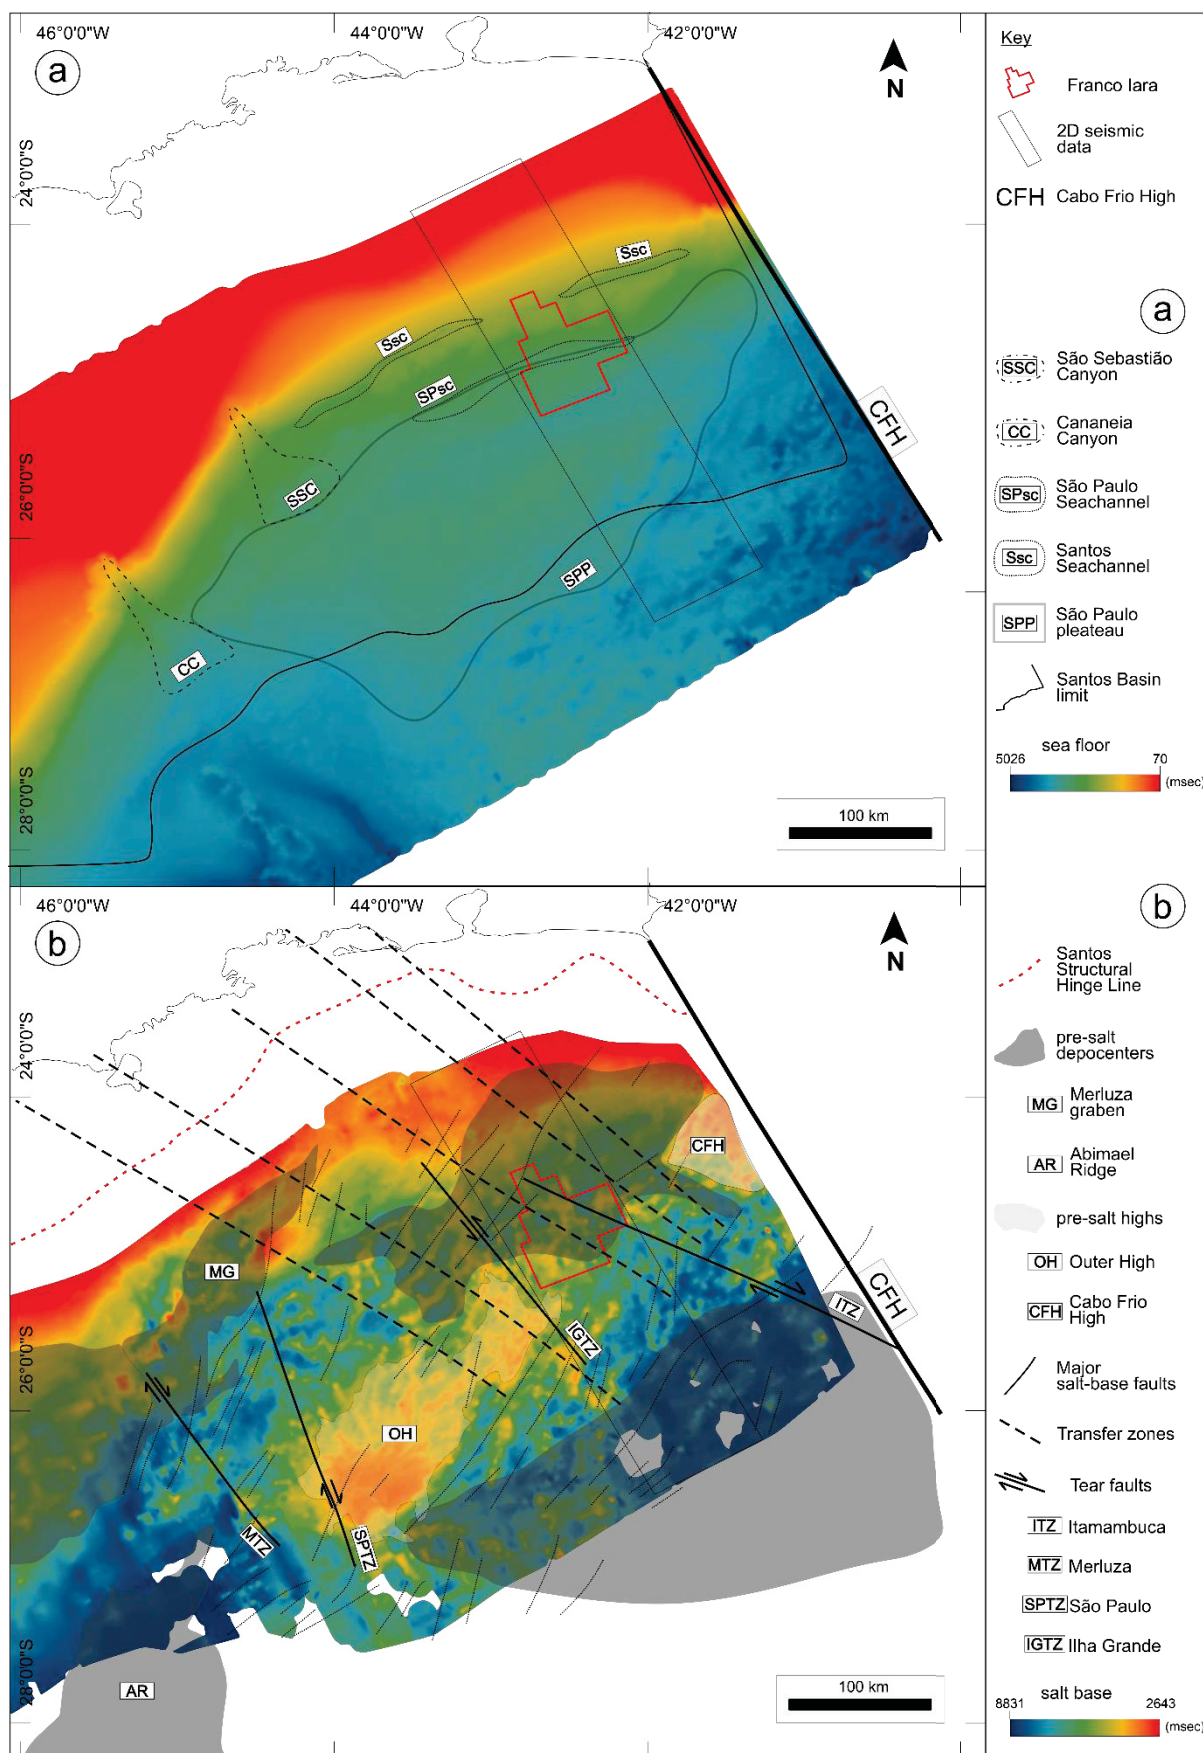 46°0'0"W
44°0'0"W
42°0'0"W
a
N
24°0'0"S
26°0'0"S
28°0'0"S
Ssc
Ssc
SPsc
SSC
CC
SPP
CFH
100 km
Key
Franco Iara
2D seismic
data
CFH Cabo Frio High
a
SSC São Sebastião
Canyon
CC Cananeia
Canyon
SPsc São Paulo
Seachannel
Ssc Santos
Seachannel
SPP São Paulo
pleateau
Santos Basin
limit
sea floor
5026 70
(msec)
46°0'0"W
44°0'0"W
42°0'0"W
b
N
24°0'0"S
26°0'0"S
28°0'0"S
CFH
MG
ITZ
CFH
IGTZ
OH
MTZ
SPTZ
AR
100 km
b
Santos
Structural
Hinge Line
pre-salt
depocenters
MG Merluza
graben
AR Abimael
Ridge
pre-salt highs
OH Outer High
CFH Cabo Frio
High
Major
salt-base faults
Transfer zones
Tear faults
ITZ Itamambuca
MTZ Merluza
SPTZ São Paulo
IGTZ Ilha Grande
salt base
8831 2643
(msec)